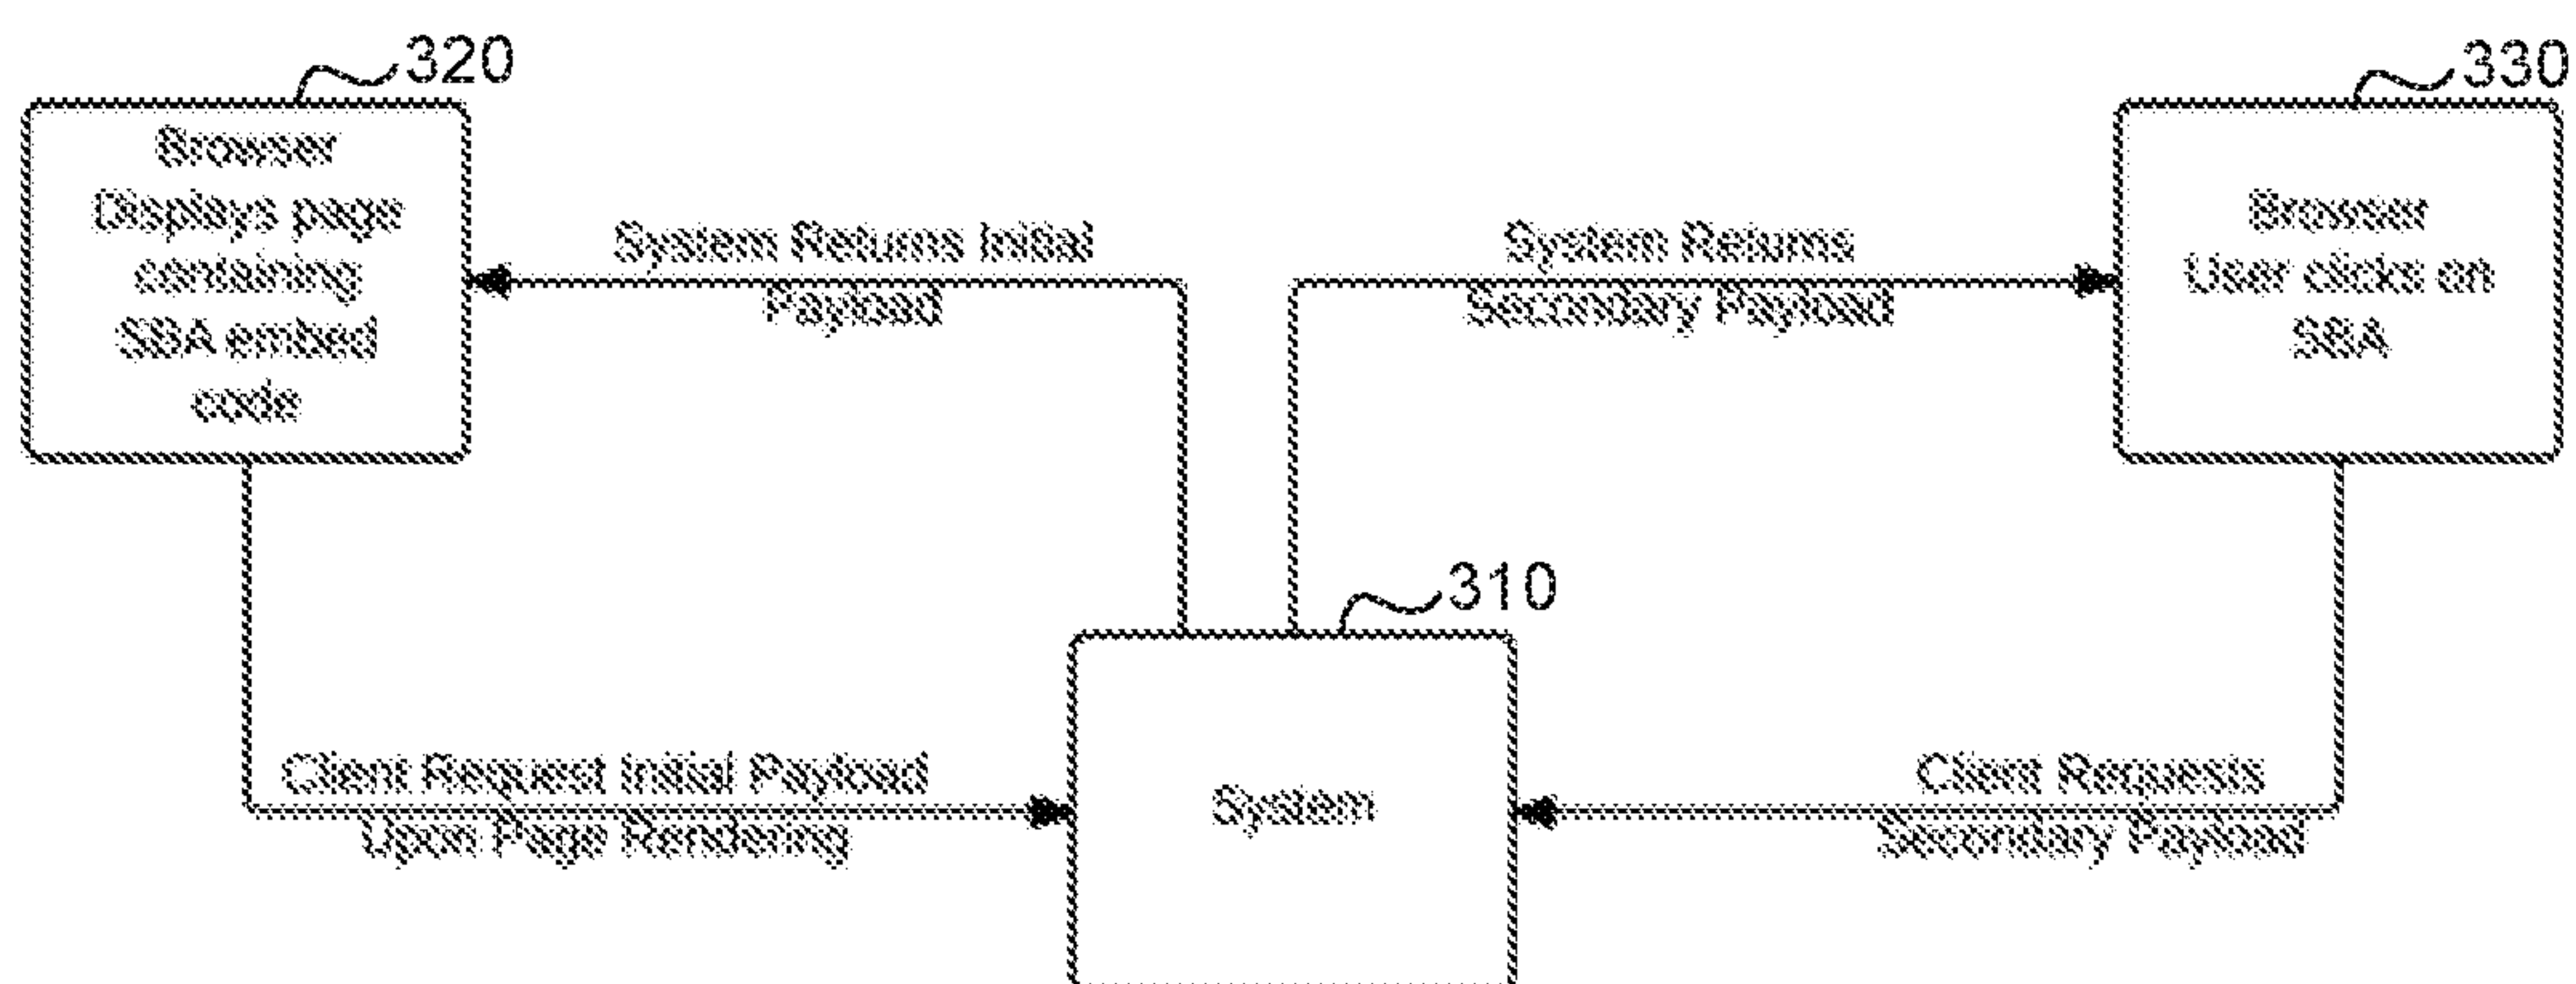 320
330
Browser
Displays page
containing
SBA embed
code
System Returns Initial
Payload
System Returns
Secondary Payload
Browser
User clicks on
SBA
310
Client Request Initial Payload
Upon Page Rendering
System
Client Requests
Secondary Payload